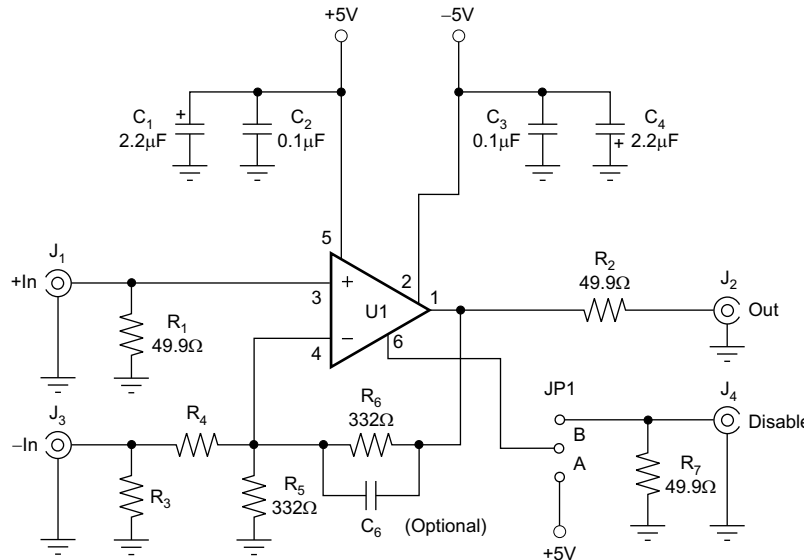 +5V
−5V
C1
2.2µF
+
C2
0.1µF
C3
0.1µF
C4
2.2µF
+
J1
+In
R1
49.9Ω
5
3
+
4
−
U1
2
1
6
R2
49.9Ω
J2
Out
J3
−In
R4
R3
R5
332Ω
R6
332Ω
C6
(Optional)
JP1
B
A
+5V
J4
Disable
R7
49.9Ω